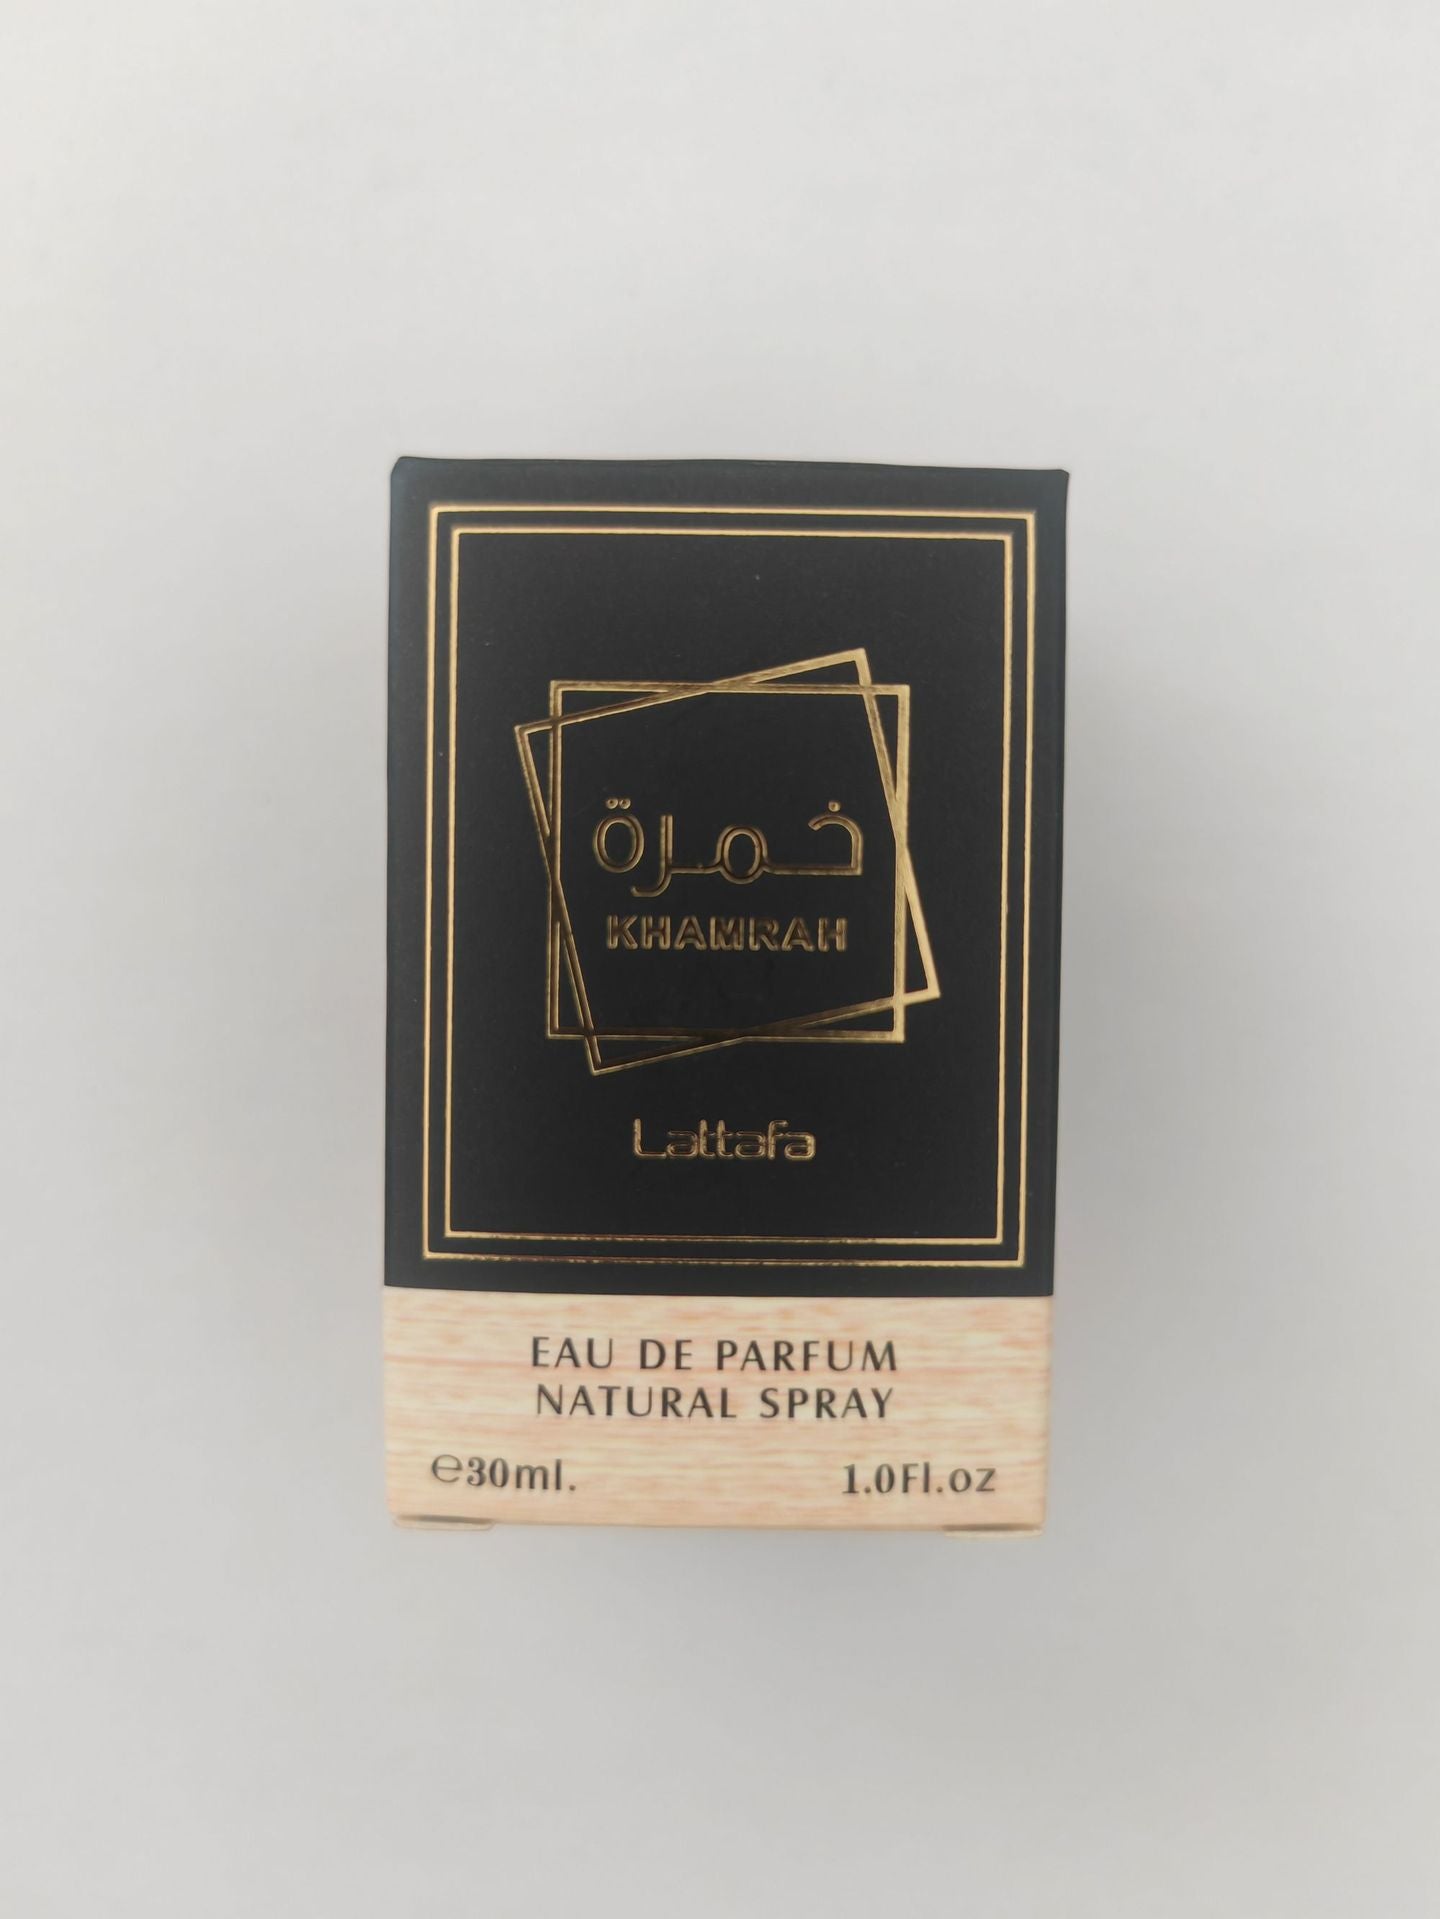 خمرة
KHAMRAH
Lattafa
EAU DE PARFUM
NATURAL SPRAY
℮30ml. 1.0Fl.oz